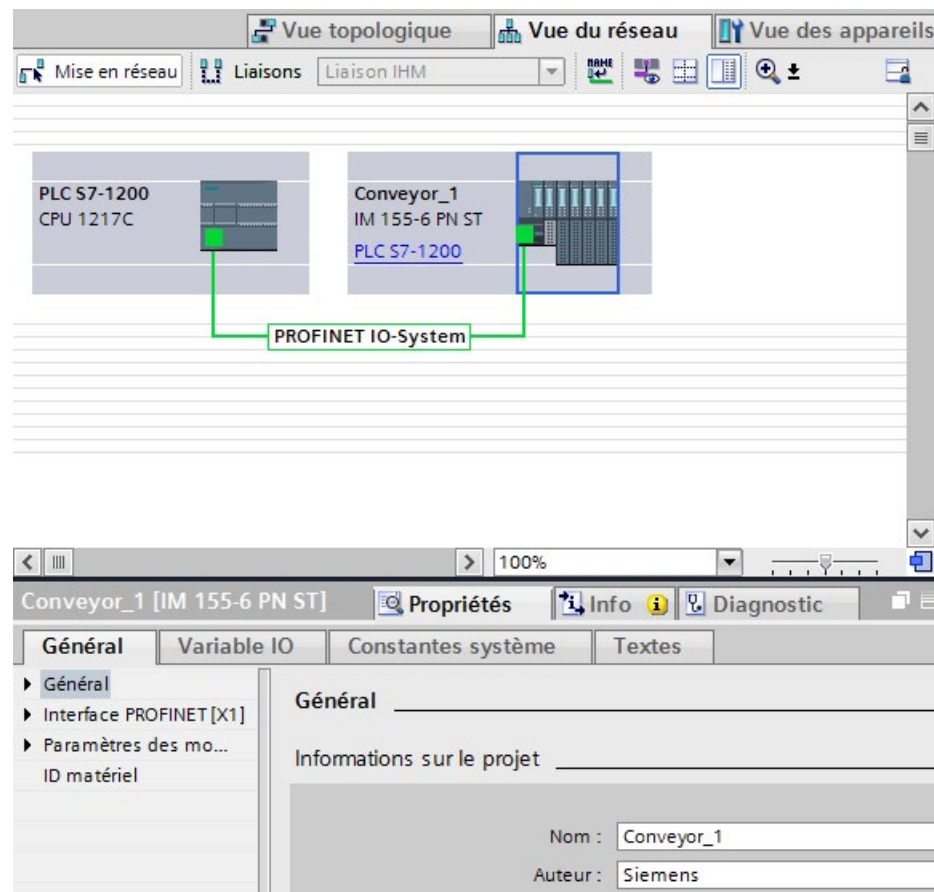 Vue topologique
Vue du réseau
Vue des appareils
Mise en réseau
Liaisons
Liaison IHM
NAME
PLC S7-1200
CPU 1217C
Conveyor_1
IM 155-6 PN ST
PLC S7-1200
PROFINET IO-System
100%
Conveyor_1 [IM 155-6 PN ST]
Propriétés
Info
Diagnostic
Général
Variable IO
Constantes système
Textes
Général
Interface PROFINET [X1]
Paramètres des mo...
ID matériel
Général
Informations sur le projet
Nom : Conveyor_1
Auteur : Siemens